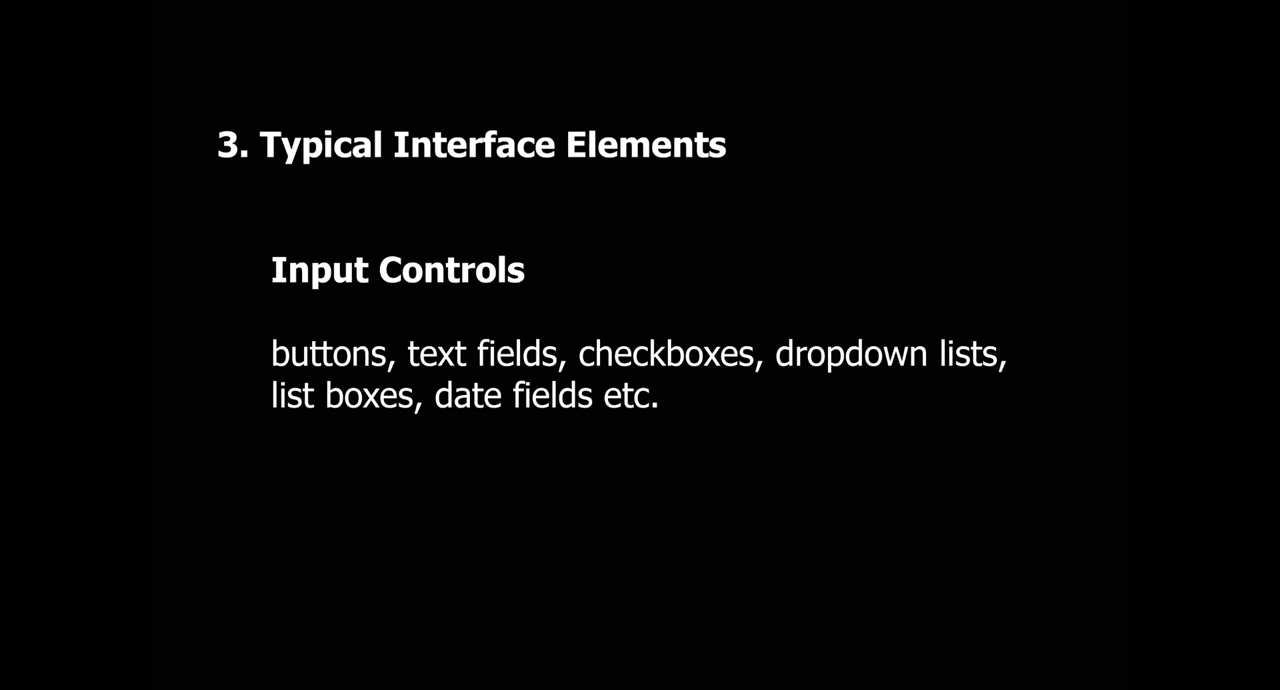 3. Typical Interface Elements
Input Controls
buttons, text fields, checkboxes, dropdown lists,
list boxes, date fields etc.